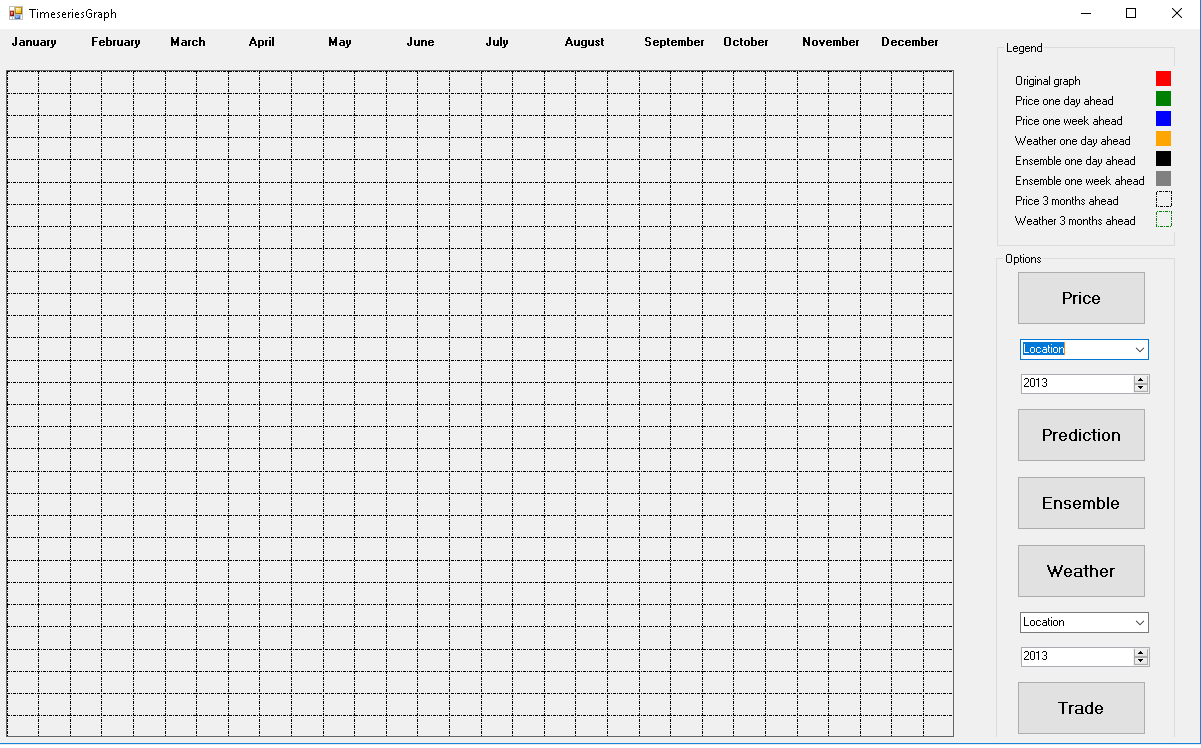 TimeseriesGraph
January February March April May June July August September October November December
Legend
Original graph
Price one day ahead
Price one week ahead
Weather one day ahead
Ensemble one day ahead
Ensemble one week ahead
Price 3 months ahead
Weather 3 months ahead
Options
Price
Location
2013
Prediction
Ensemble
Weather
Location
2013
Trade